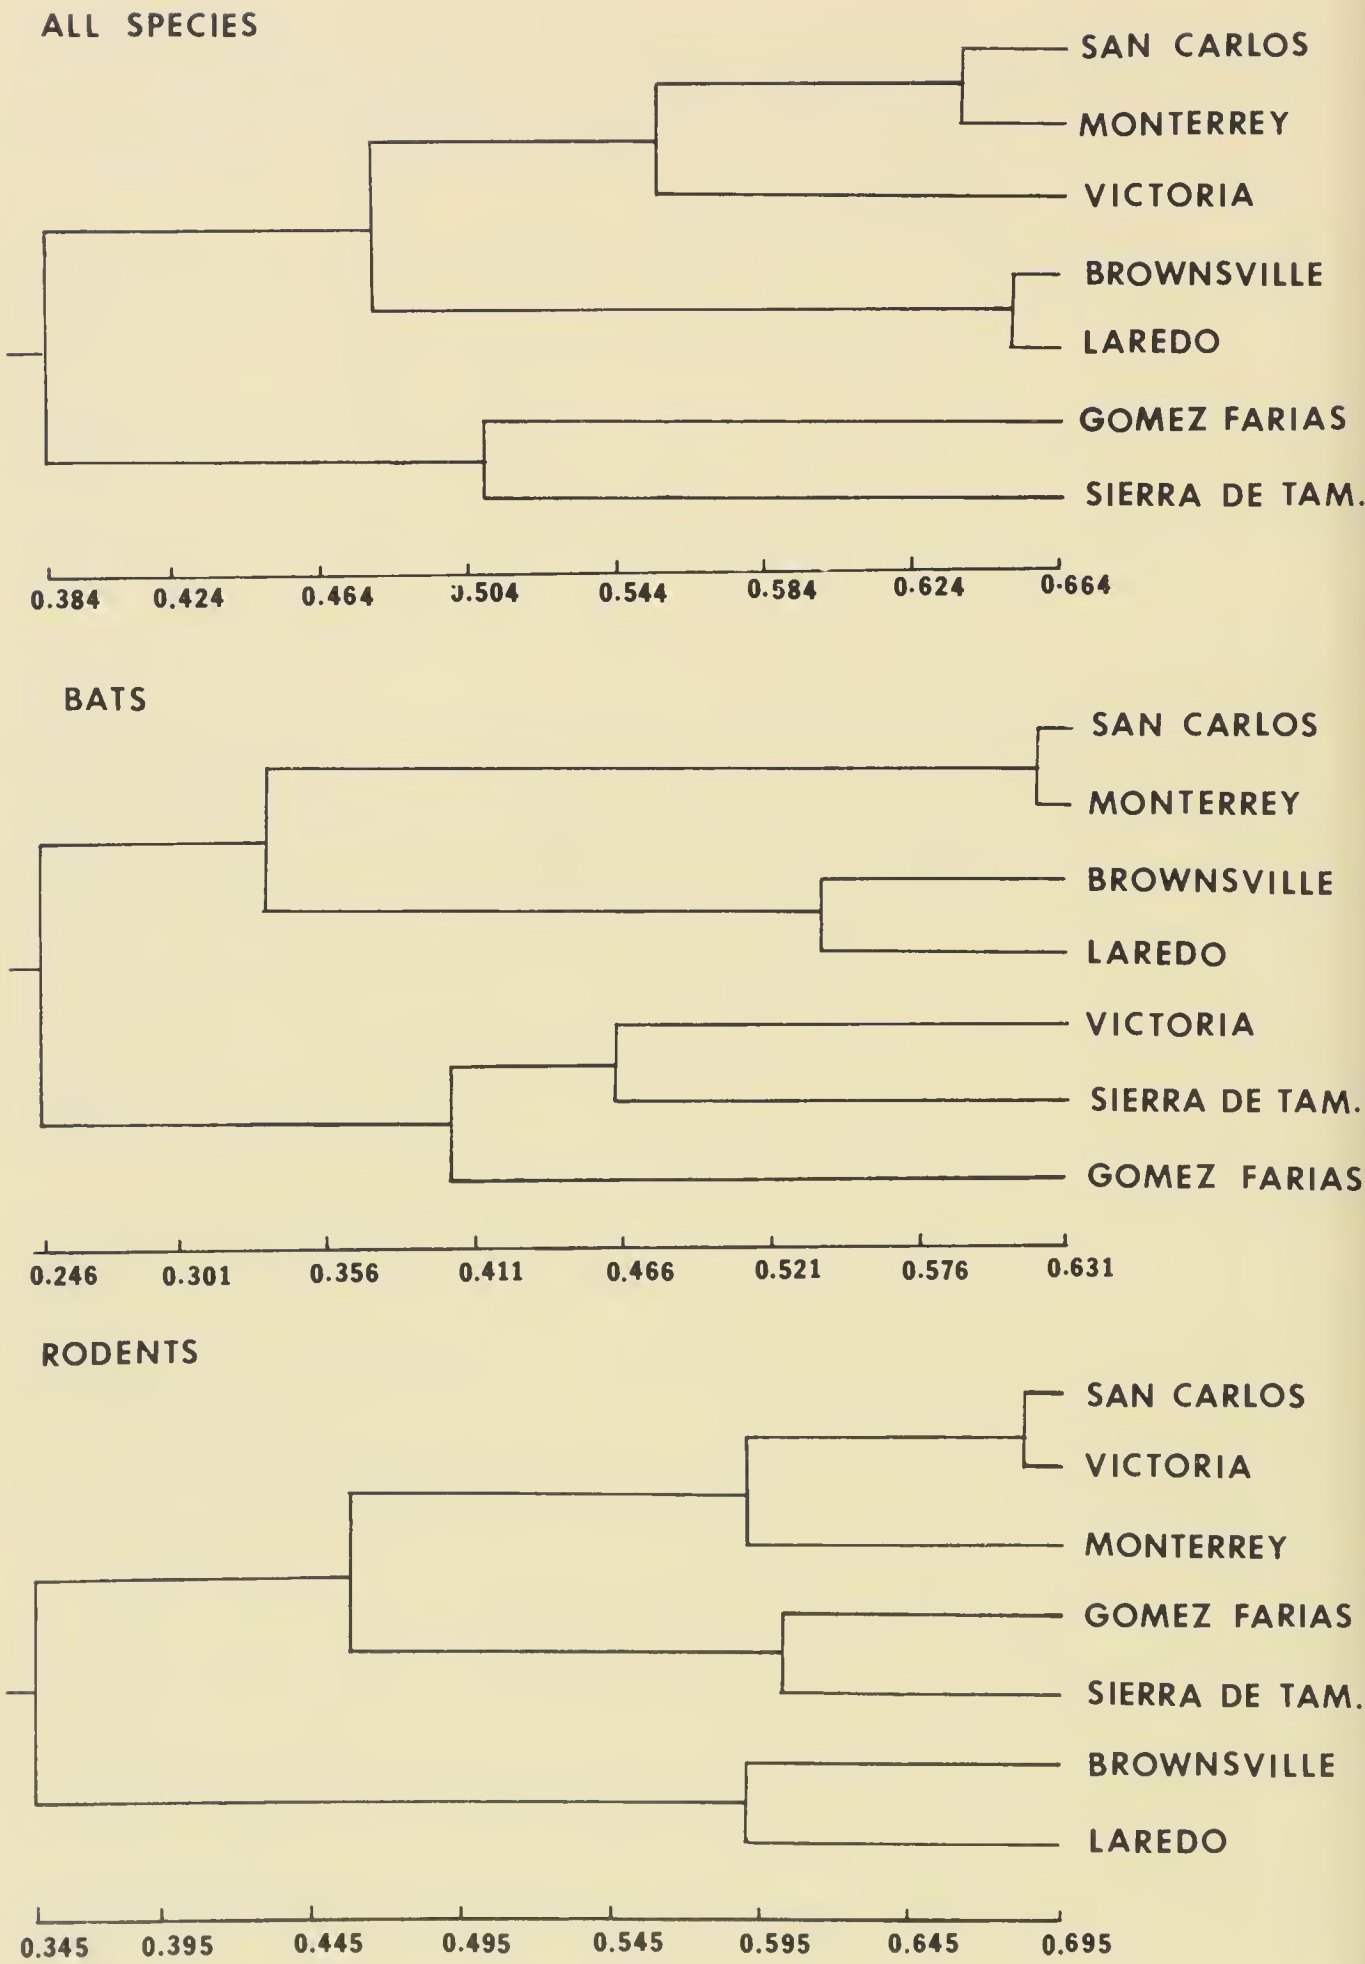 ALL SPECIES
SAN CARLOS
MONTERREY
VICTORIA
BROWNSVILLE
LAREDO
GOMEZ FARIAS
SIERRA DE TAM.
0.384 0.424 0.464 0.504 0.544 0.584 0.624 0.664
BATS
SAN CARLOS
MONTERREY
BROWNSVILLE
LAREDO
VICTORIA
SIERRA DE TAM.
GOMEZ FARIAS
0.246 0.301 0.356 0.411 0.466 0.521 0.576 0.631
RODENTS
SAN CARLOS
VICTORIA
MONTERREY
GOMEZ FARIAS
SIERRA DE TAM.
BROWNSVILLE
LAREDO
0.345 0.395 0.445 0.495 0.545 0.595 0.645 0.695